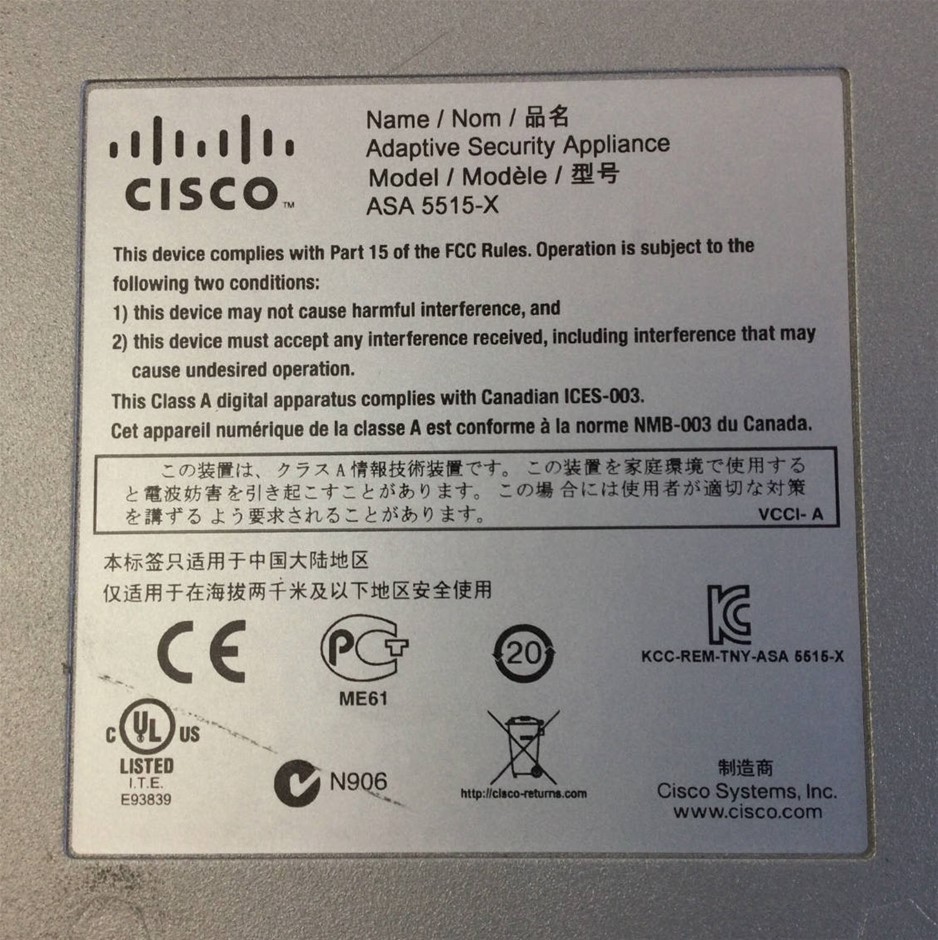 CISCO™
Name / Nom / 品名
Adaptive Security Appliance
Model / Modèle / 型号
ASA 5515-X
This device complies with Part 15 of the FCC Rules. Operation is subject to the
following two conditions:
1) this device may not cause harmful interference, and
2) this device must accept any interference received, including interference that may
cause undesired operation.
This Class A digital apparatus complies with Canadian ICES-003.
Cet appareil numérique de la classe A est conforme à la norme NMB-003 du Canada.
この装置は、クラスA情報技術装置です。この装置を家庭環境で使用する
と電波妨害を引き起こすことがあります。この場合には使用者が適切な対策
を講ずるよう要求されることがあります。 VCCI- A
本标签只适用于中国大陆地区
仅适用于在海拔两千米及以下地区安全使用
CE
PCT
ME61
20
KC
KCC-REM-TNY-ASA 5515-X
C UL US
LISTED
I.T.E.
E93839
N906
http://cisco-returns.com
制造商
Cisco Systems, Inc.
www.cisco.com